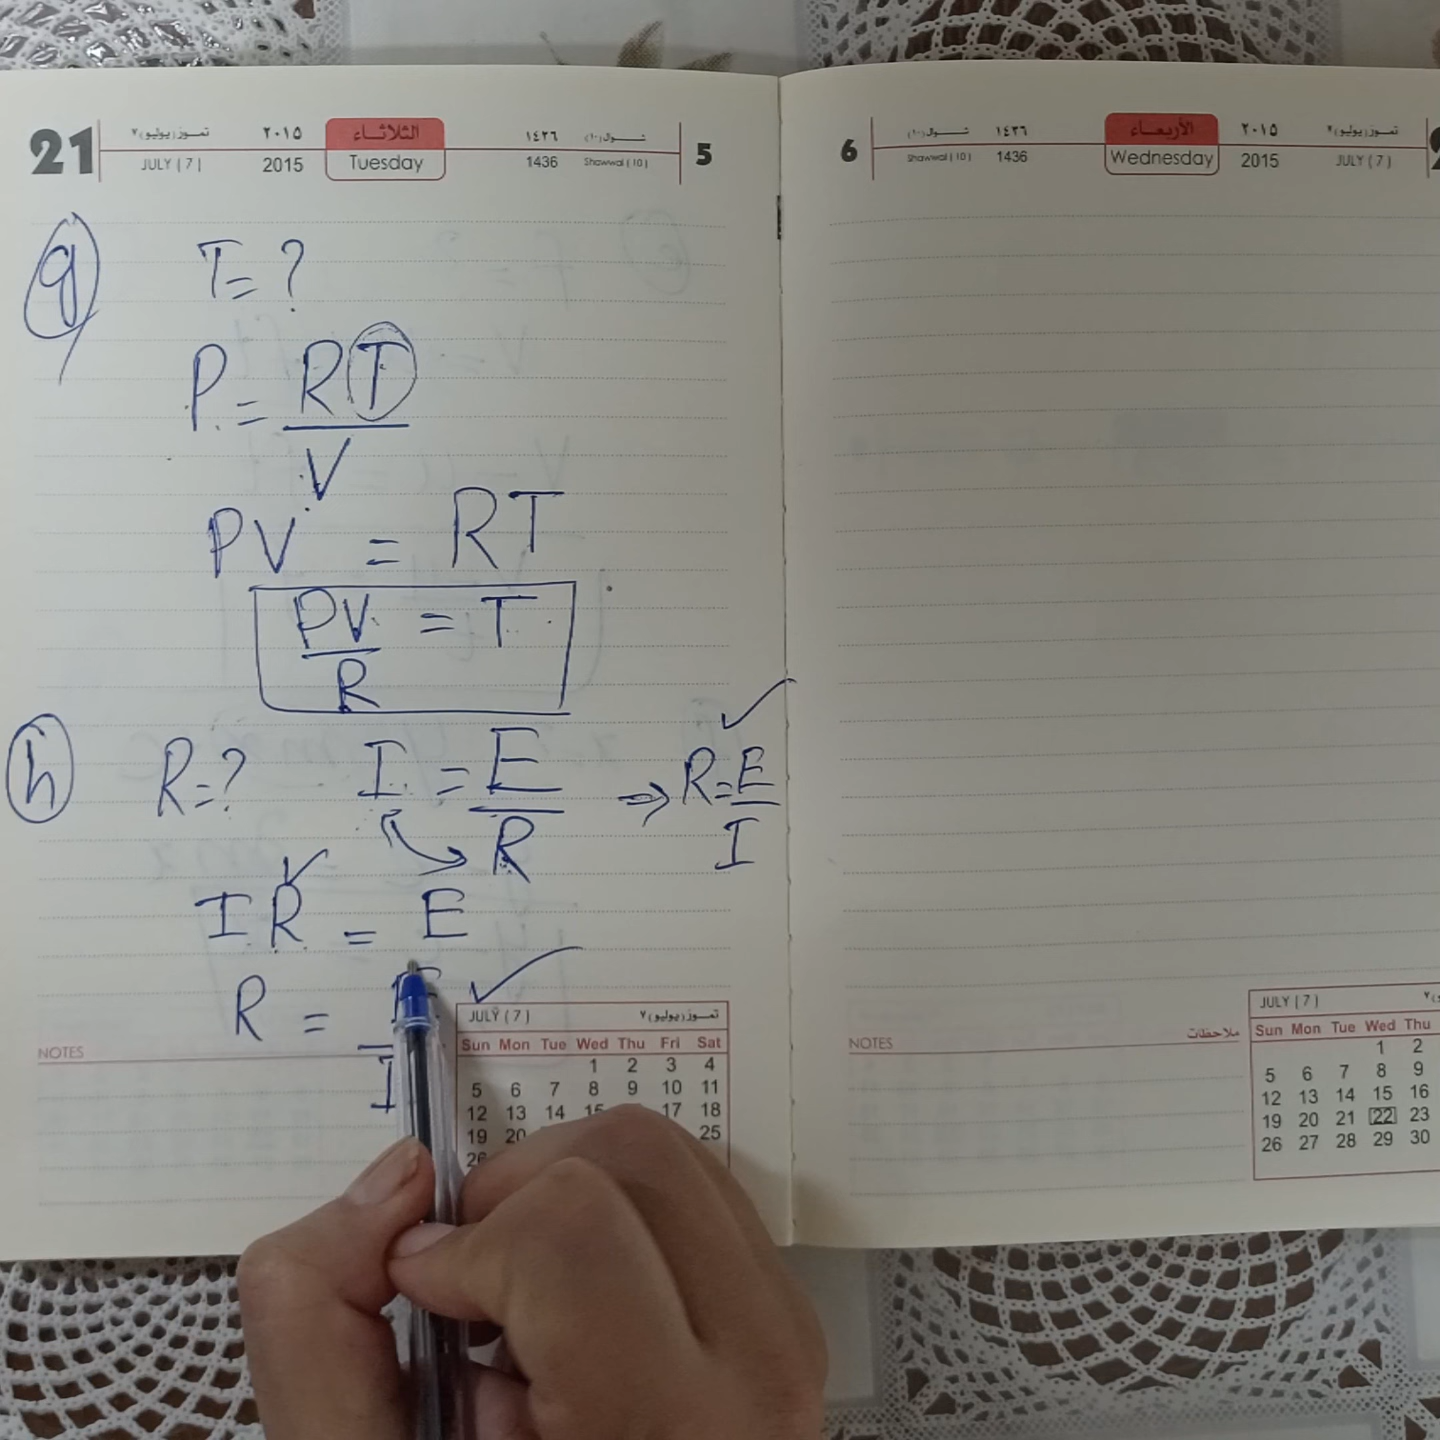 21 تموز(يوليو)٧ ٢٠١٥ الثلاثاء ١٤٣٦ شـوال(١٠) 5
JULY ( 7 ) 2015 Tuesday 1436 Shawwal ( 10 )
g T = ?
P = RT
V
PV = RT
PV = T
R
h R = ? I = E ⇒ R = E
R I
IR = E
R = E
I
NOTES
JULY ( 7 ) تموز(يوليو)٧
Sun Mon Tue Wed Thu Fri Sat
1 2 3 4
5 6 7 8 9 10 11
12 13 14 15 17 18
19 20 25
26
6 شـوال(١٠) ١٤٣٦ الأربعاء ٢٠١٥ تموز(يوليو)٧
Shawwal ( 10 ) 1436 Wednesday 2015 JULY ( 7 )
NOTES ملاحظات
JULY ( 7 )
Sun Mon Tue Wed Thu
1 2
5 6 7 8 9
12 13 14 15 16
19 20 21 22 23
26 27 28 29 30